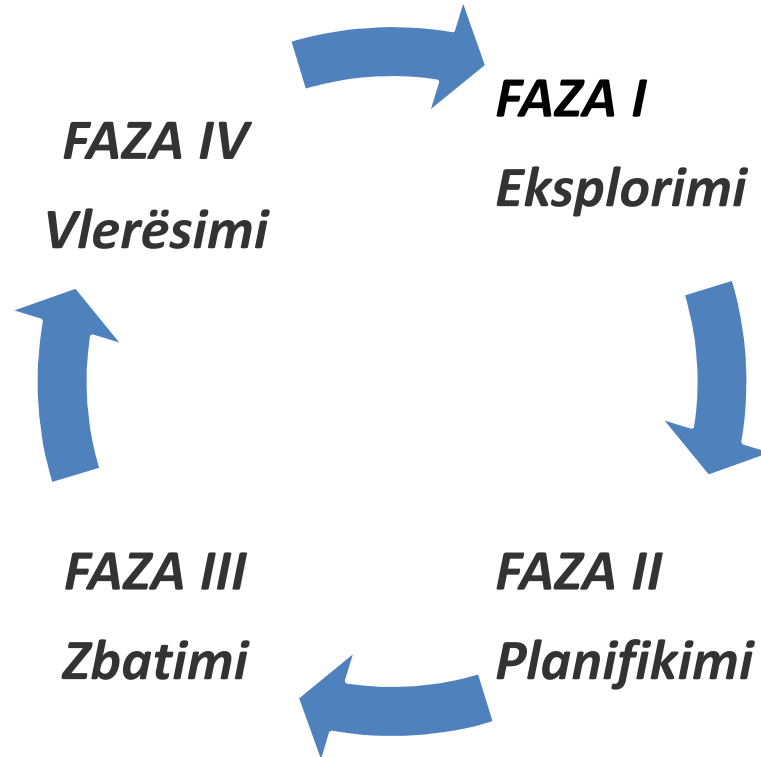 FAZA I
Eksplorimi
FAZA II
Planifikimi
FAZA III
Zbatimi
FAZA IV
Vlerësimi